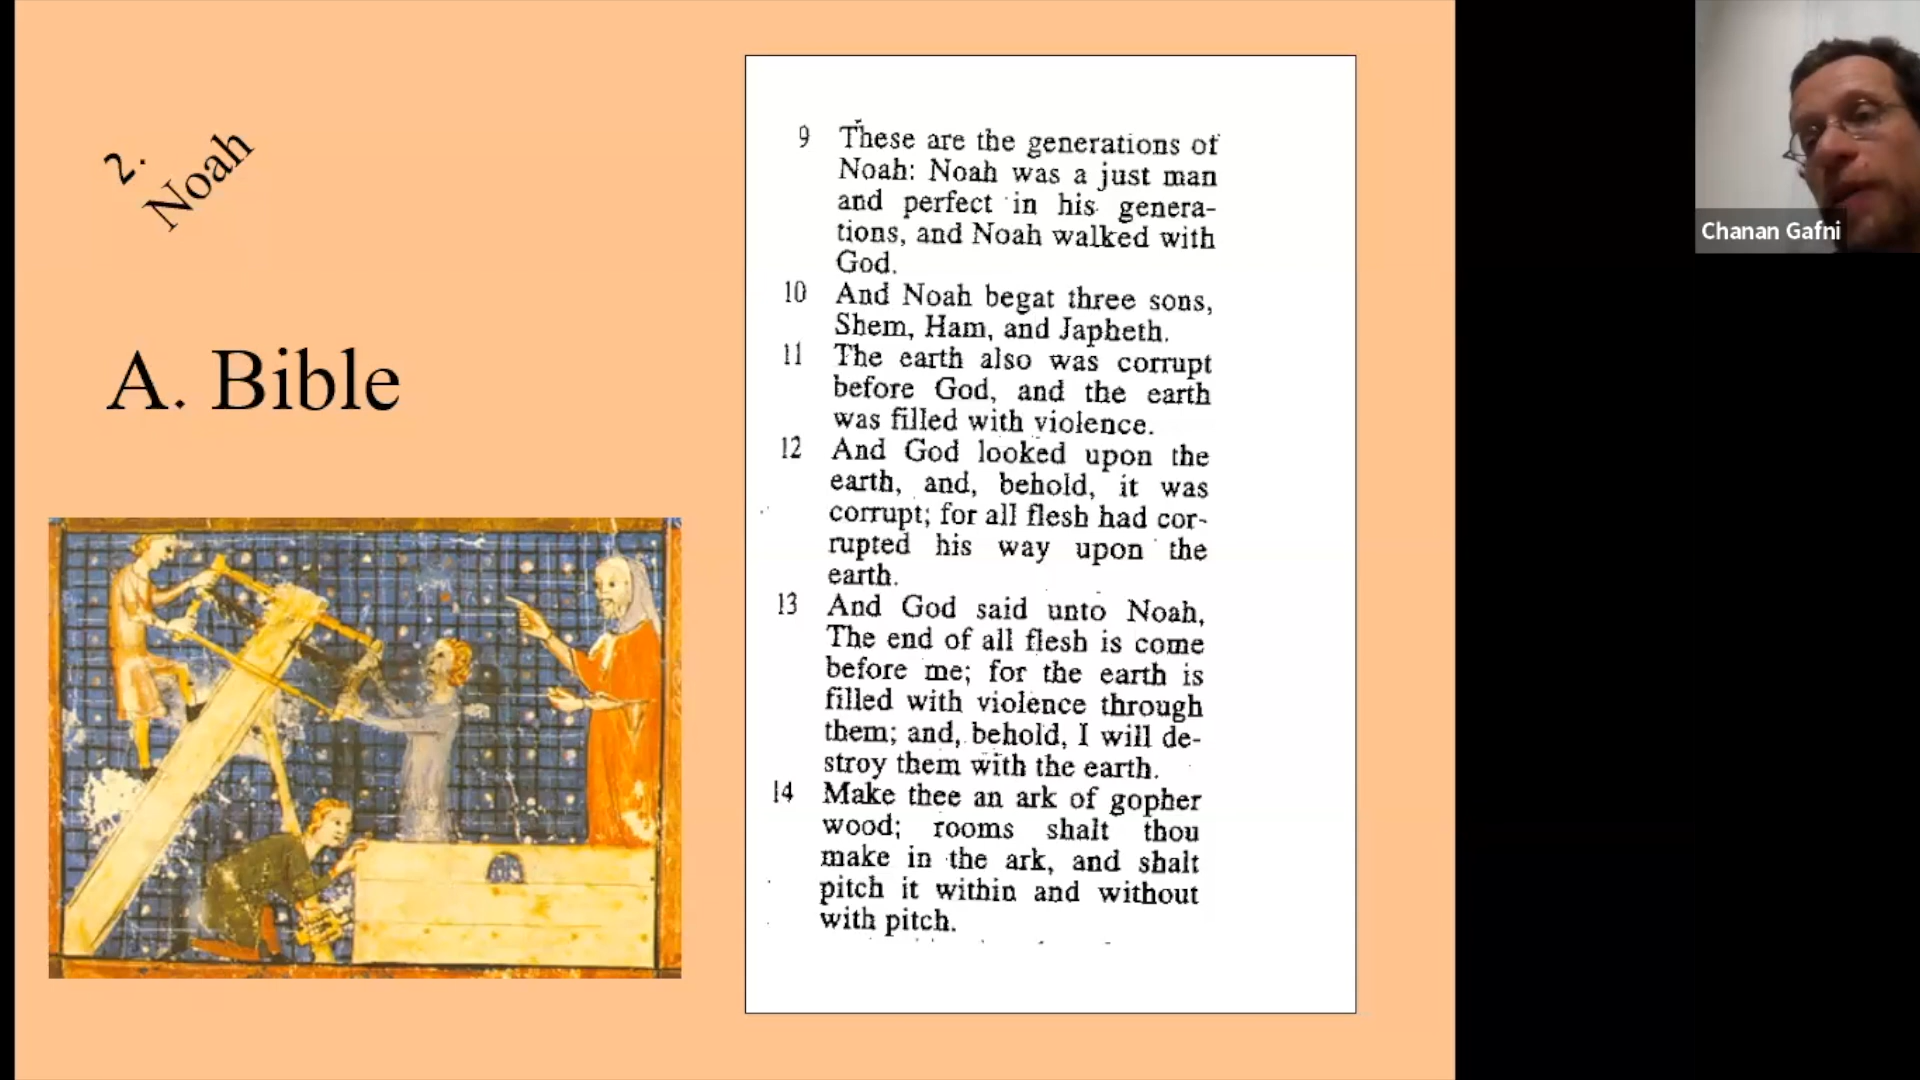 2.
Noah
A. Bible
9 These are the generations of
Noah: Noah was a just man
and perfect in his genera-
tions, and Noah walked with
God.
10 And Noah begat three sons,
Shem, Ham, and Japheth.
11 The earth also was corrupt
before God, and the earth
was filled with violence.
12 And God looked upon the
earth, and, behold, it was
corrupt; for all flesh had cor-
rupted his way upon the
earth.
13 And God said unto Noah,
The end of all flesh is come
before me; for the earth is
filled with violence through
them; and, behold, I will de-
stroy them with the earth.
14 Make thee an ark of gopher
wood; rooms shalt thou
make in the ark, and shalt
pitch it within and without
with pitch.
Chanan Gafni